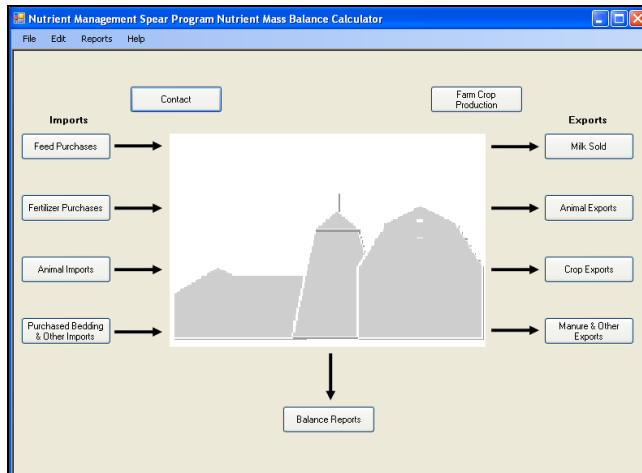 Nutrient Management Spear Program Nutrient Mass Balance Calculator
File Edit Reports Help
Contact
Farm Crop
Production
Imports
Exports
Feed Purchases
Milk Sold
Fertilizer Purchases
Animal Exports
Animal Imports
Crop Exports
Purchased Bedding
& Other Imports
Manure & Other
Exports
Balance Reports